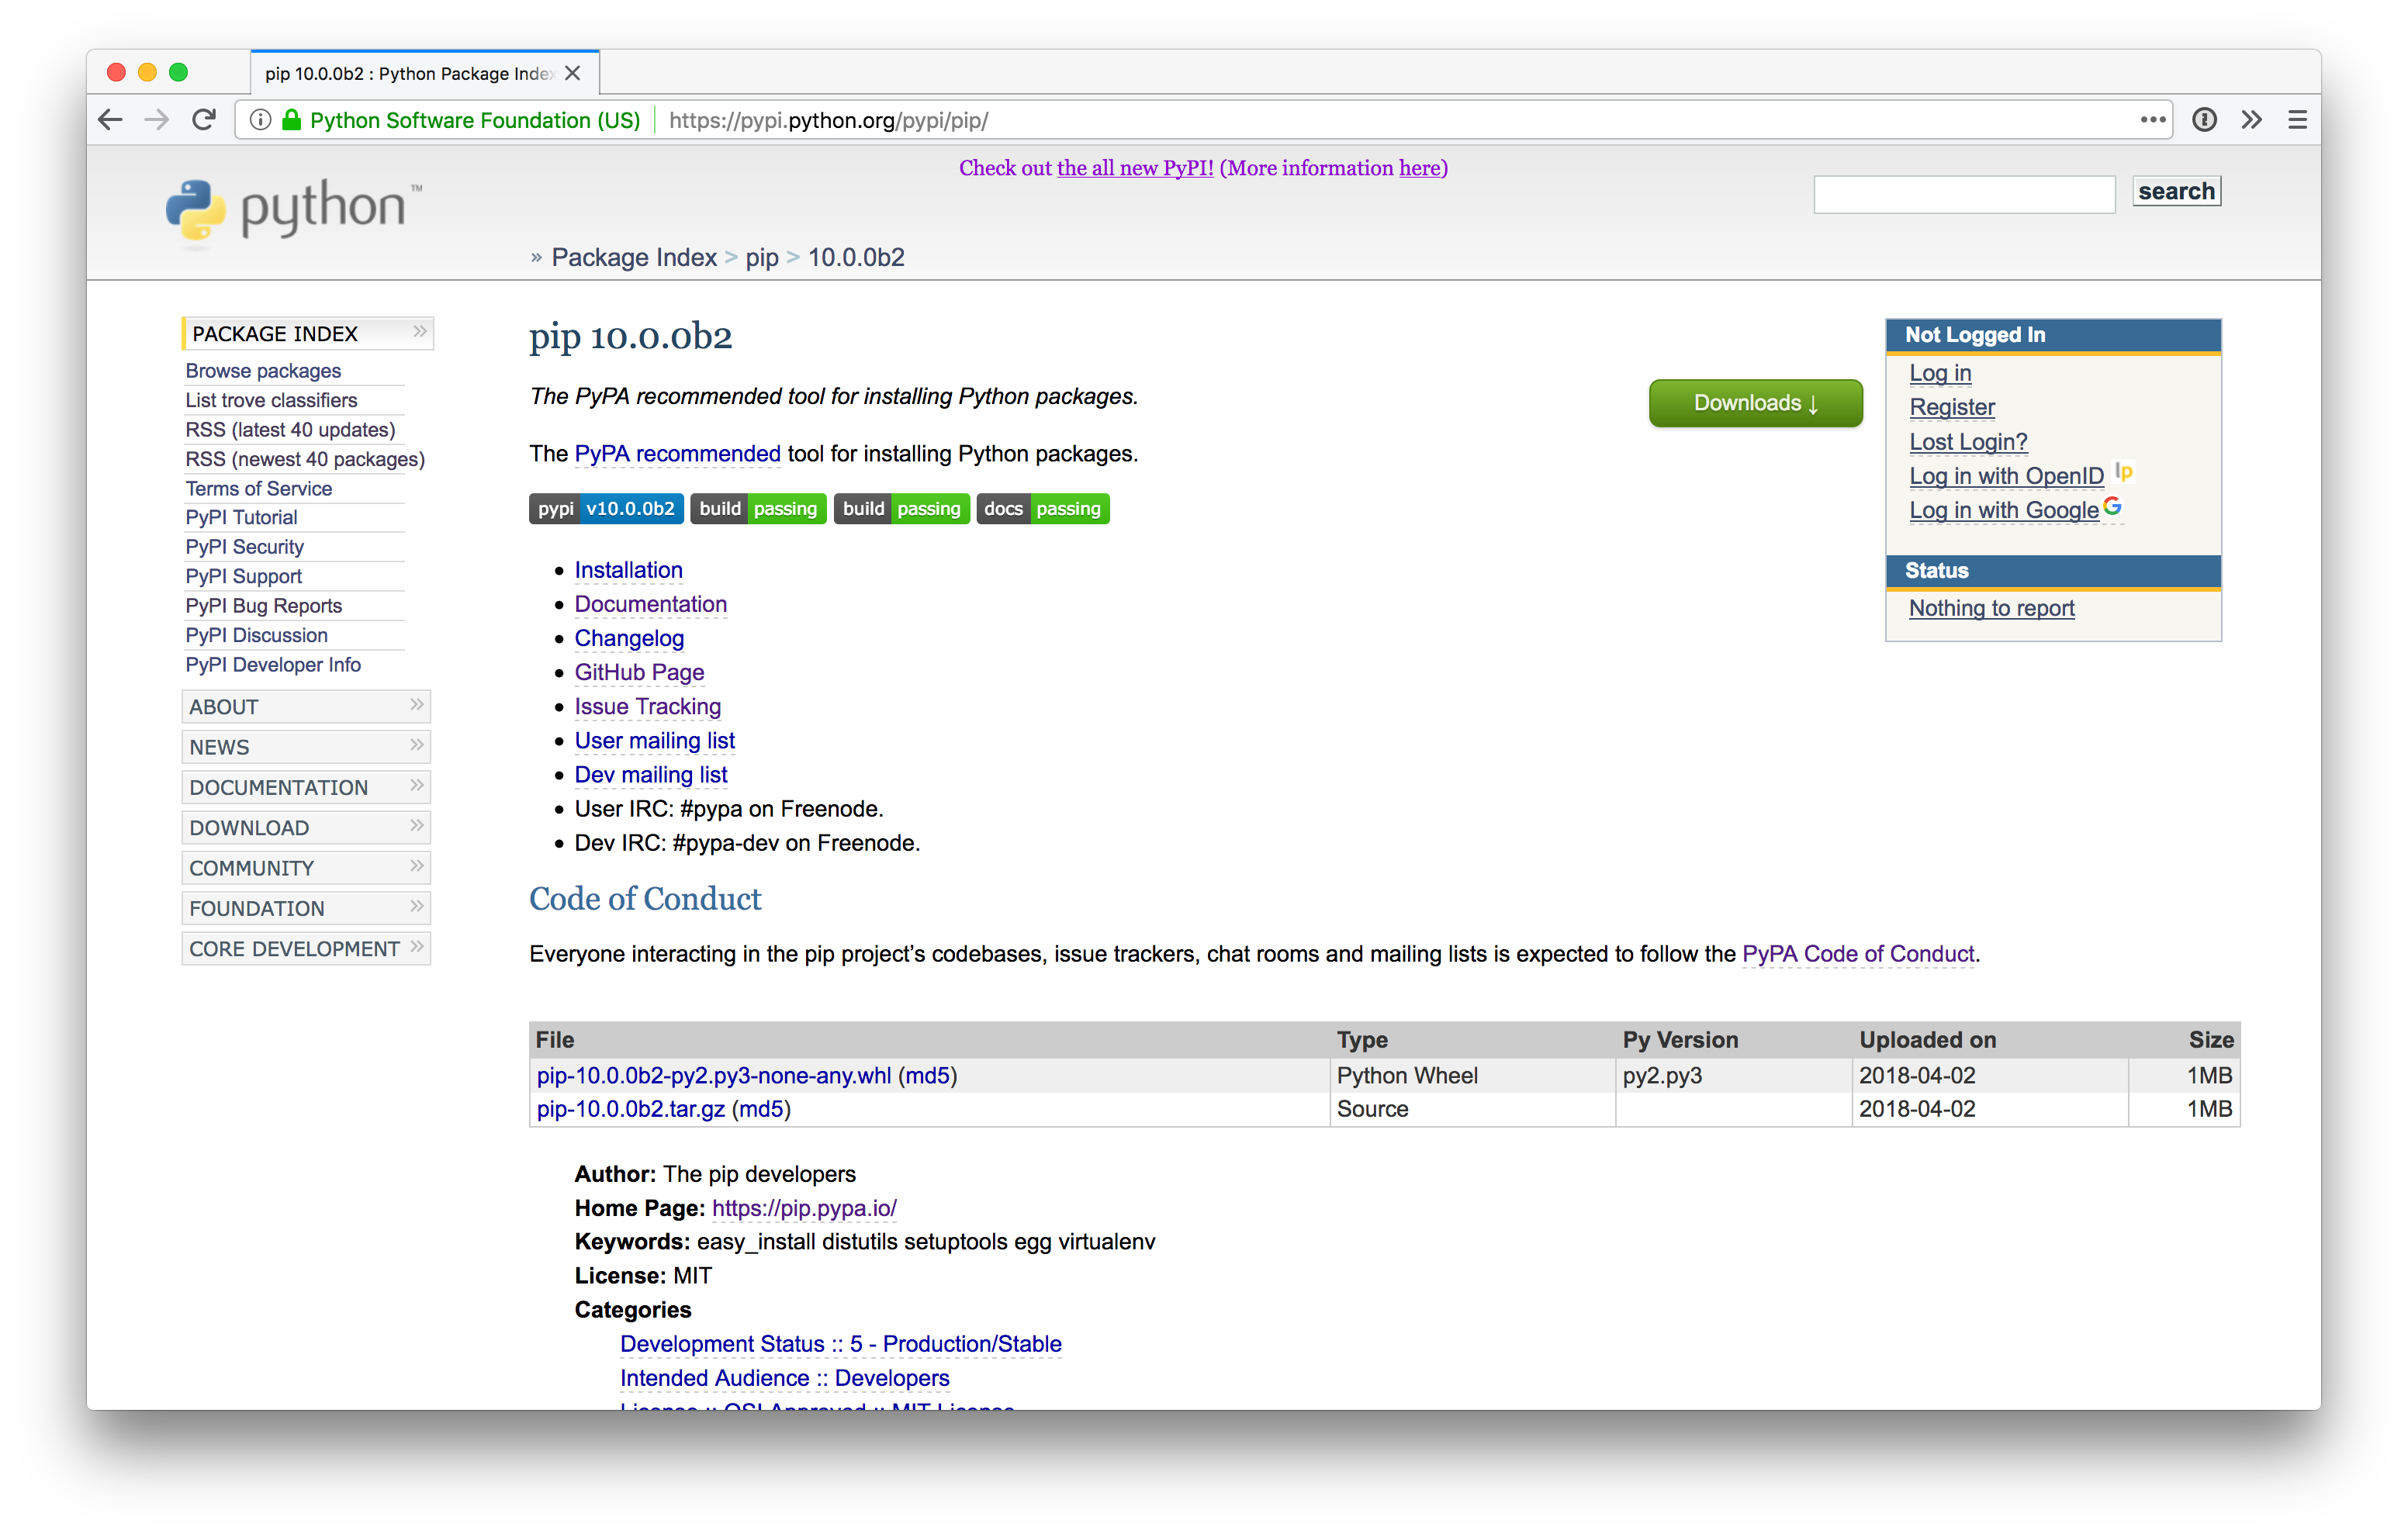 pip 10.0.0b2 : Python Package Index
Python Software Foundation (US) https://pypi.python.org/pypi/pip/
Check out the all new PyPI! (More information here)
python™
search
» Package Index > pip > 10.0.0b2
PACKAGE INDEX »
Browse packages
List trove classifiers
RSS (latest 40 updates)
RSS (newest 40 packages)
Terms of Service
PyPI Tutorial
PyPI Security
PyPI Support
PyPI Bug Reports
PyPI Discussion
PyPI Developer Info
ABOUT »
NEWS »
DOCUMENTATION »
DOWNLOAD »
COMMUNITY »
FOUNDATION »
CORE DEVELOPMENT »
pip 10.0.0b2
The PyPA recommended tool for installing Python packages.
Downloads ↓
The PyPA recommended tool for installing Python packages.
pypi v10.0.0b2 build passing build passing docs passing
• Installation
• Documentation
• Changelog
• GitHub Page
• Issue Tracking
• User mailing list
• Dev mailing list
• User IRC: #pypa on Freenode.
• Dev IRC: #pypa-dev on Freenode.
Code of Conduct
Everyone interacting in the pip project’s codebases, issue trackers, chat rooms and mailing lists is expected to follow the PyPA Code of Conduct.
File Type Py Version Uploaded on Size
pip-10.0.0b2-py2.py3-none-any.whl (md5) Python Wheel py2.py3 2018-04-02 1MB
pip-10.0.0b2.tar.gz (md5) Source 2018-04-02 1MB
Author: The pip developers
Home Page: https://pip.pypa.io/
Keywords: easy_install distutils setuptools egg virtualenv
License: MIT
Categories
Development Status :: 5 - Production/Stable
Intended Audience :: Developers
License :: OSI Approved :: MIT License
Not Logged In
Log in
Register
Lost Login?
Log in with OpenID lp
Log in with Google G
Status
Nothing to report